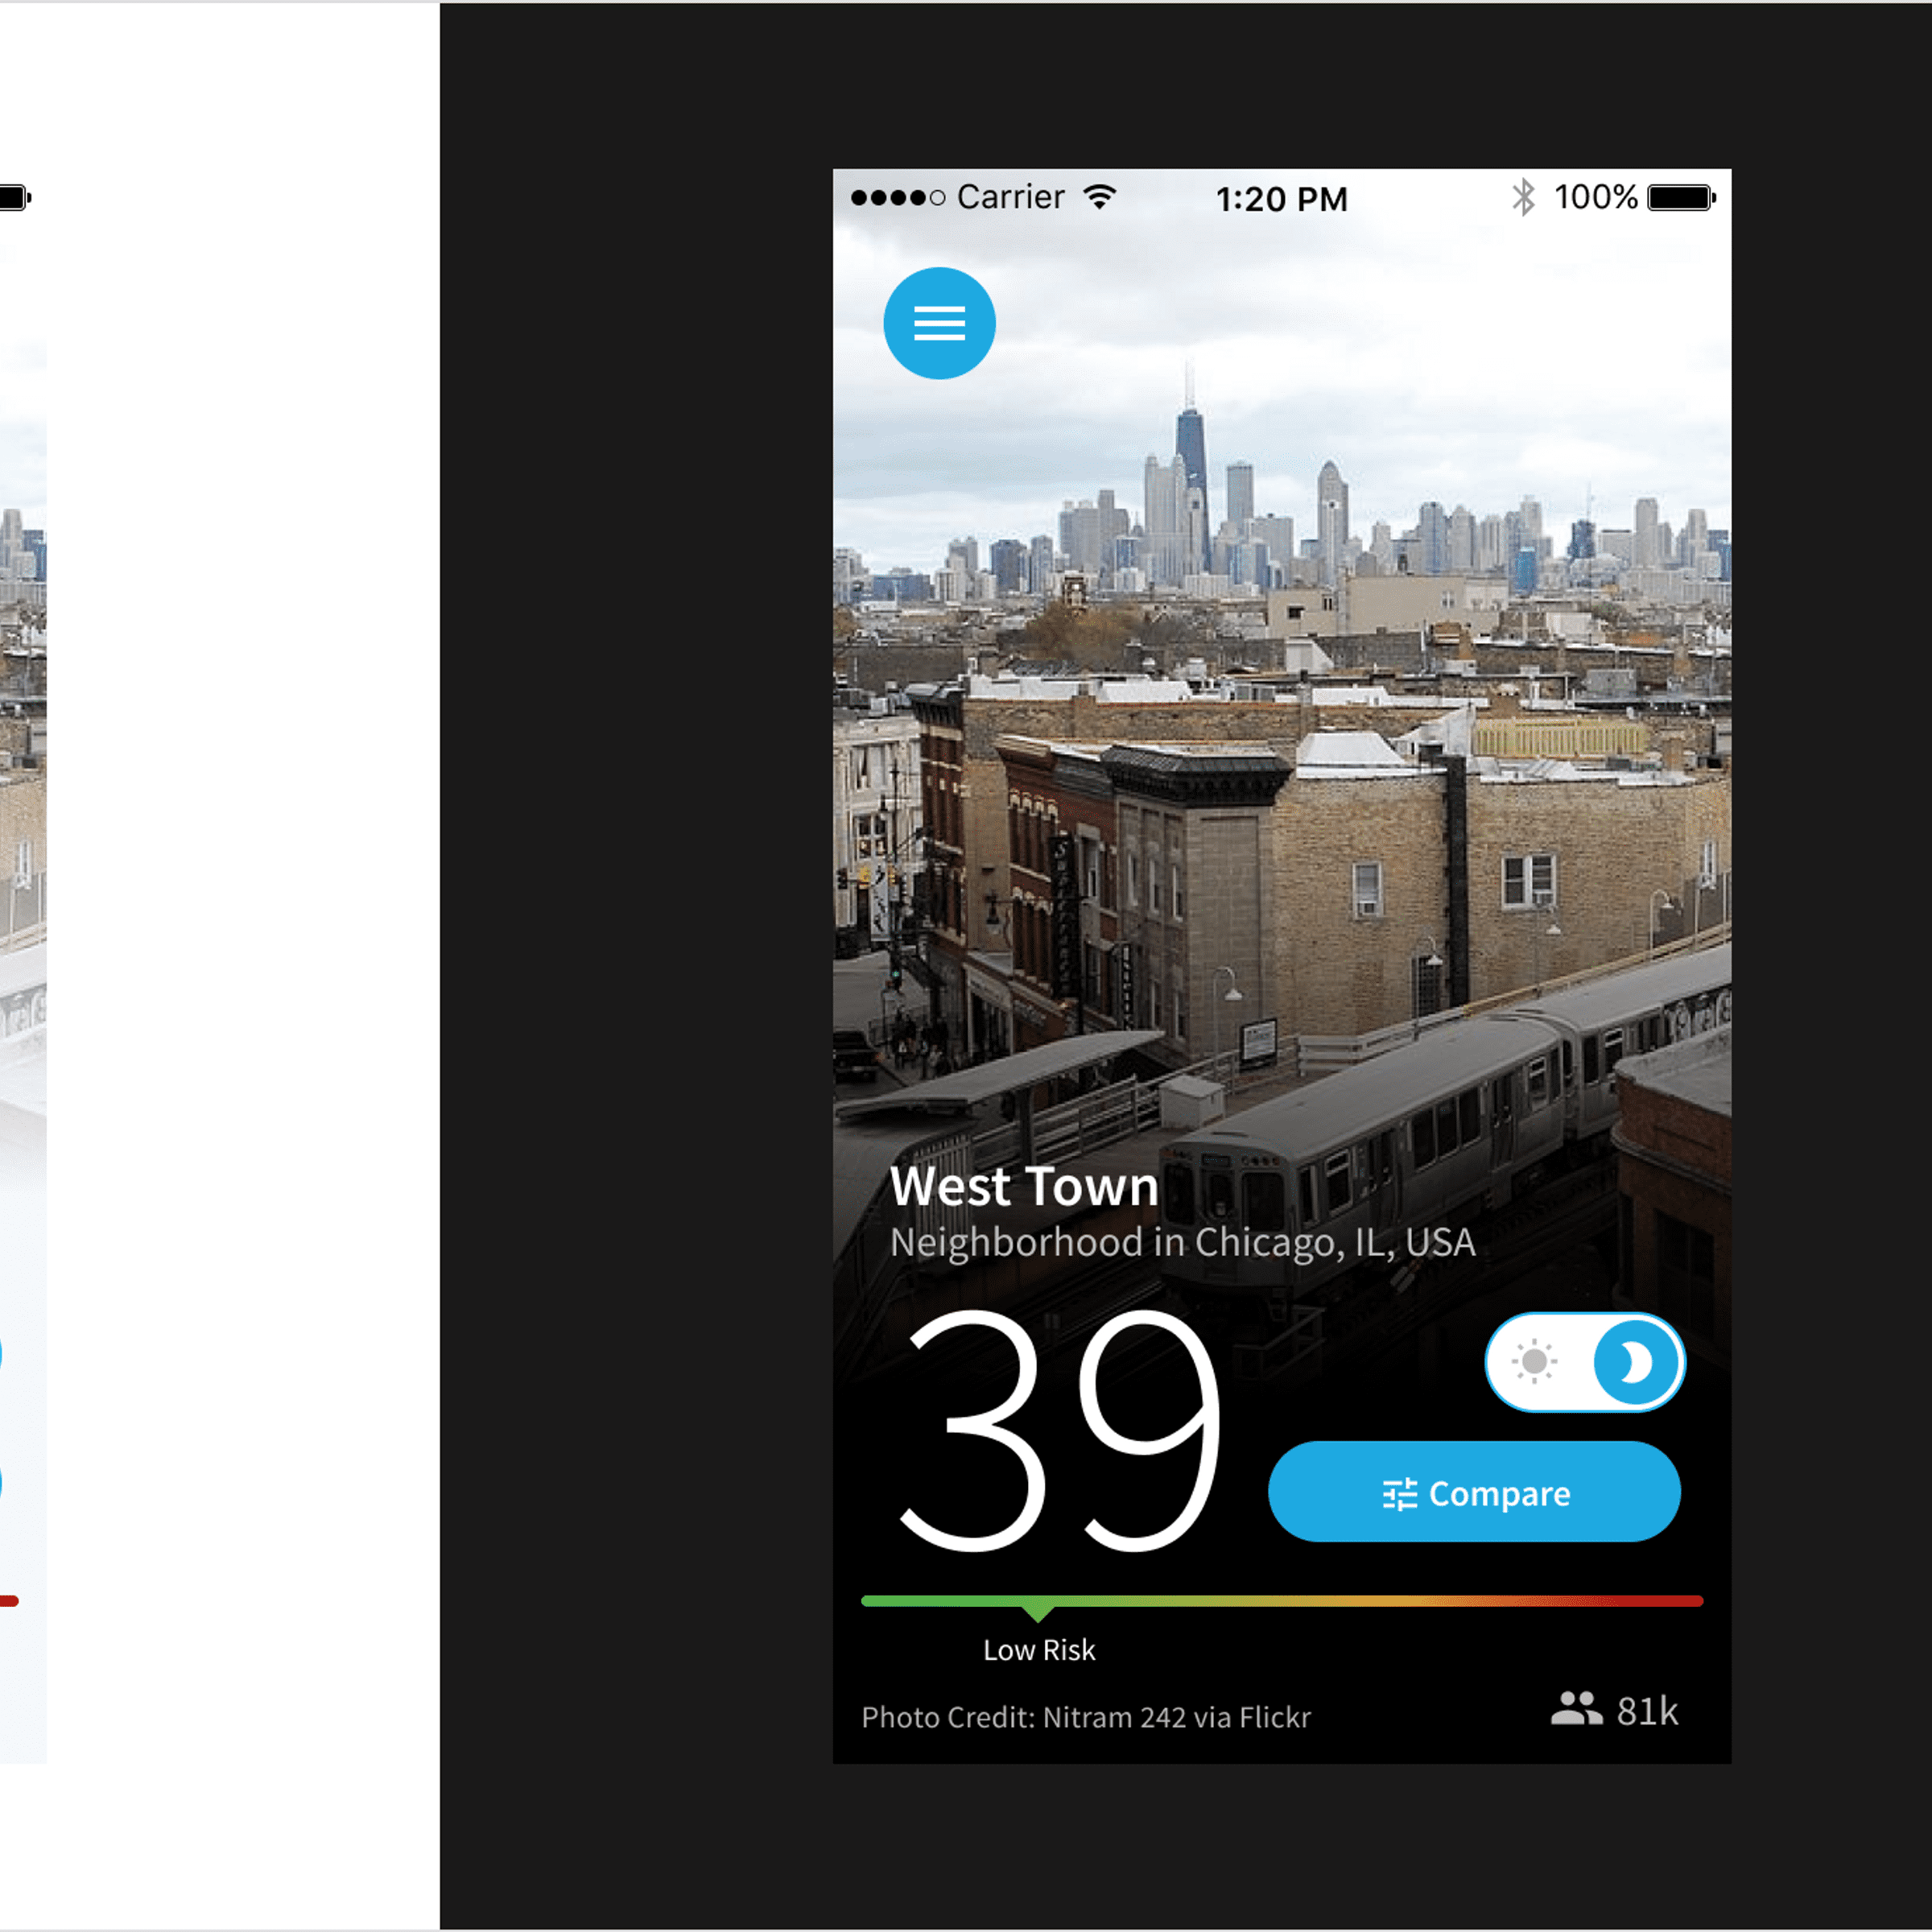 Carrier 1:20 PM 100%
West Town
Neighborhood in Chicago, IL, USA
39
Compare
Low Risk
Photo Credit: Nitram 242 via Flickr
81k